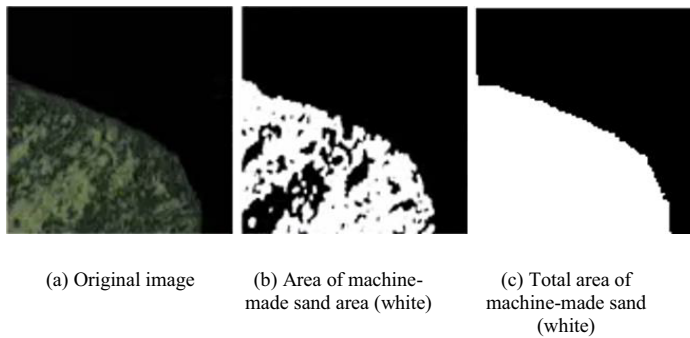 (a) Original image
(b) Area of machine-
made sand area (white)
(c) Total area of
machine-made sand
(white)